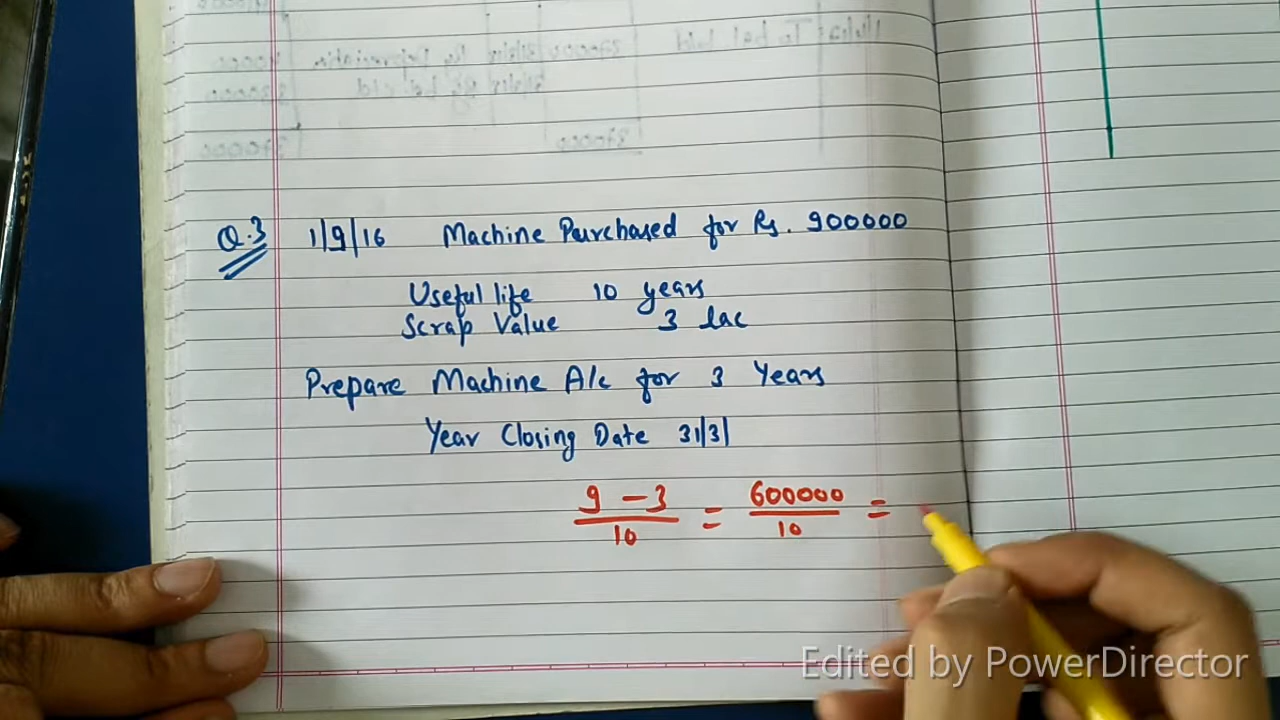 Q.3 1/9/16 Machine Purchased for Rs. 900000
Useful life 10 years
Scrap Value 3 lac
Prepare Machine A/c for 3 Years
Year Closing Date 31/3/
9 - 3 / 10 = 600000 / 10 =
Edited by PowerDirector